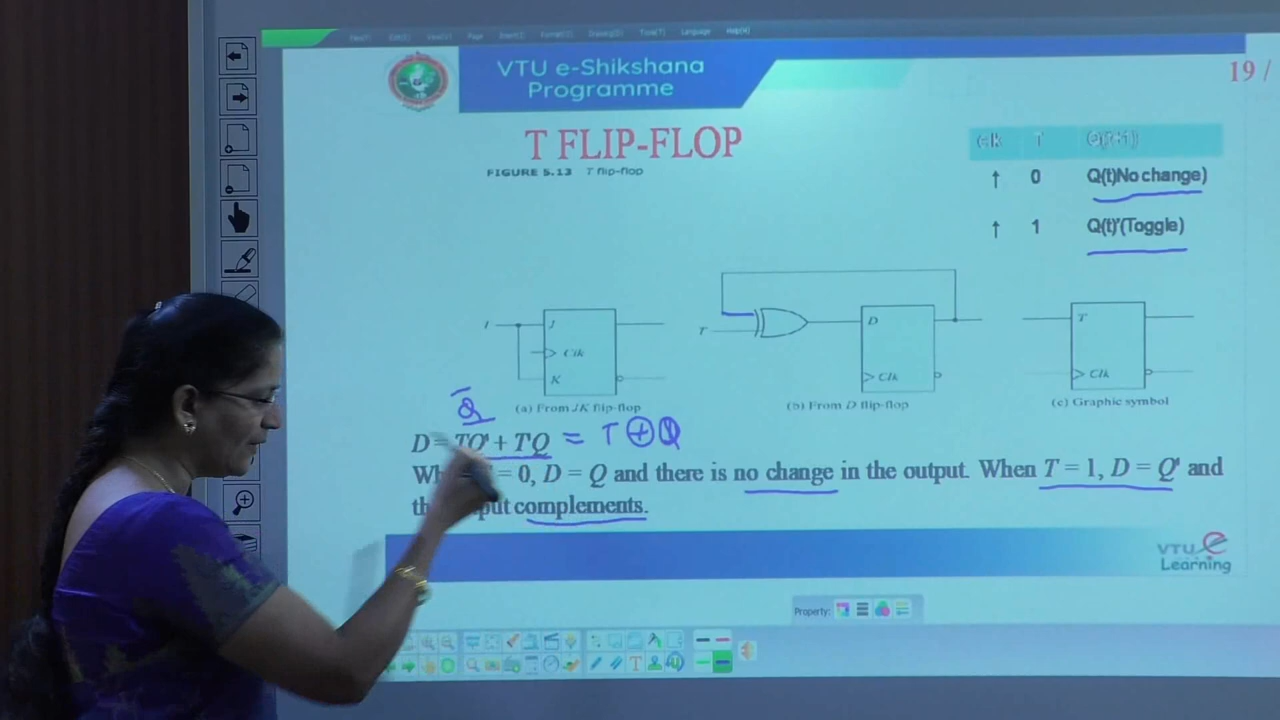 VTU e-Shikshana
Programme
19 /
T FLIP-FLOP
FIGURE 5.13 T flip-flop
clk T Q(t+1)
↑ 0 Q(t)No change)
↑ 1 Q(t)'(Toggle)
J
Clk
K
T
D
Clk
T
Clk
(a) From JK flip-flop
(b) From D flip-flop
(c) Graphic symbol
Q
D = TQ' + T'Q = T ⊕ Q
= 0, D = Q and there is no change in the output. When T = 1, D = Q' and
complements.
VTU e
Learning
Property: